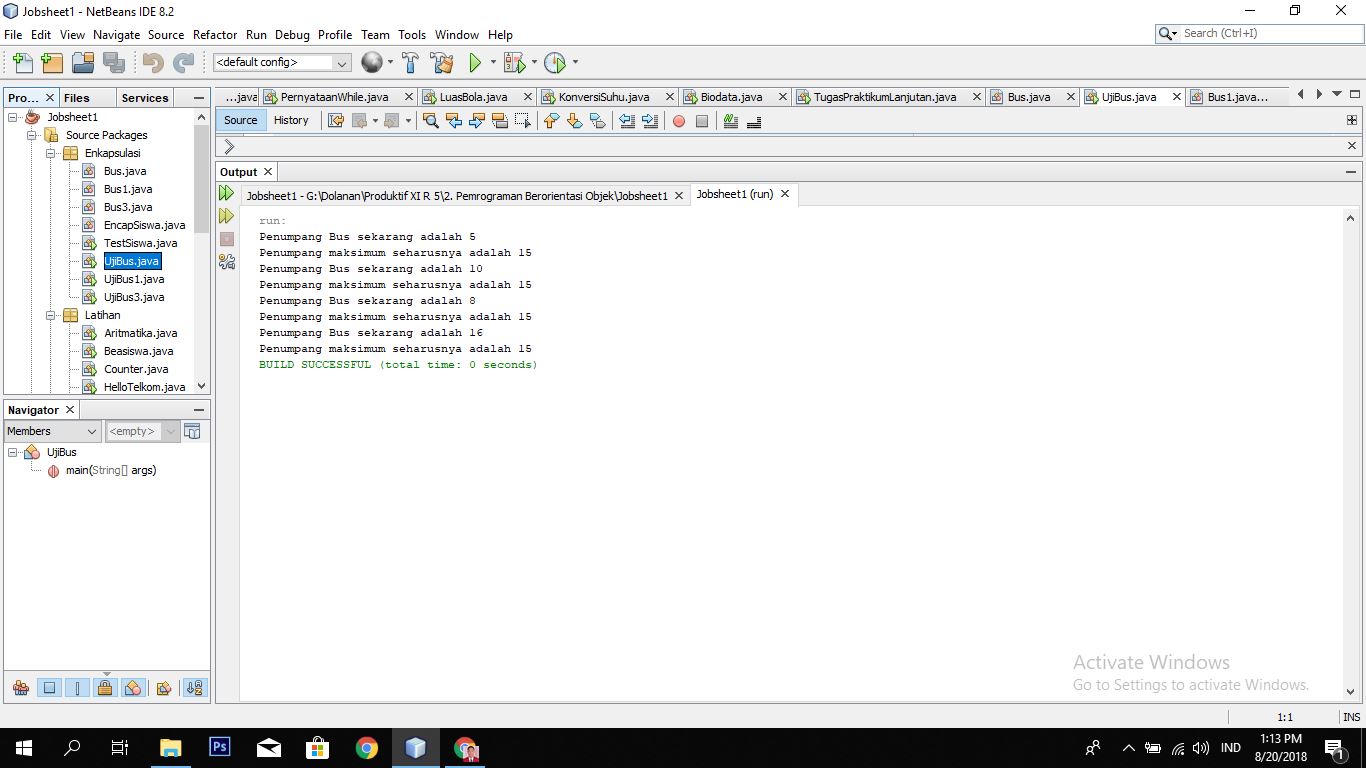 Jobsheet1 - NetBeans IDE 8.2
File Edit View Navigate Source Refactor Run Debug Profile Team Tools Window Help
Search (Ctrl+I)
<default config>
Pro... Files Services
...java PernyataanWhile.java LuasBola.java KonversiSuhu.java Biodata.java TugasPraktikumLanjutan.java Bus.java UjiBus.java Bus1.java...
Source History
Jobsheet1
Source Packages
Enkapsulasi
Bus.java
Bus1.java
Bus3.java
EncapSiswa.java
TestSiswa.java
UjiBus.java
UjiBus1.java
UjiBus3.java
Latihan
Aritmatika.java
Beasiswa.java
Counter.java
HelloTelkom.java
Output
Jobsheet1 - G:\Dolanan\Produktif XI R 5\2. Pemrograman Berorientasi Objek\Jobsheet1
Jobsheet1 (run)
run:
Penumpang Bus sekarang adalah 5
Penumpang maksimum seharusnya adalah 15
Penumpang Bus sekarang adalah 10
Penumpang maksimum seharusnya adalah 15
Penumpang Bus sekarang adalah 8
Penumpang maksimum seharusnya adalah 15
Penumpang Bus sekarang adalah 16
Penumpang maksimum seharusnya adalah 15
BUILD SUCCESSFUL (total time: 0 seconds)
Navigator
Members <empty>
UjiBus
main(String[] args)
Activate Windows
Go to Settings to activate Windows.
1:1 INS
Ps
IND
1:13 PM
8/20/2018
1